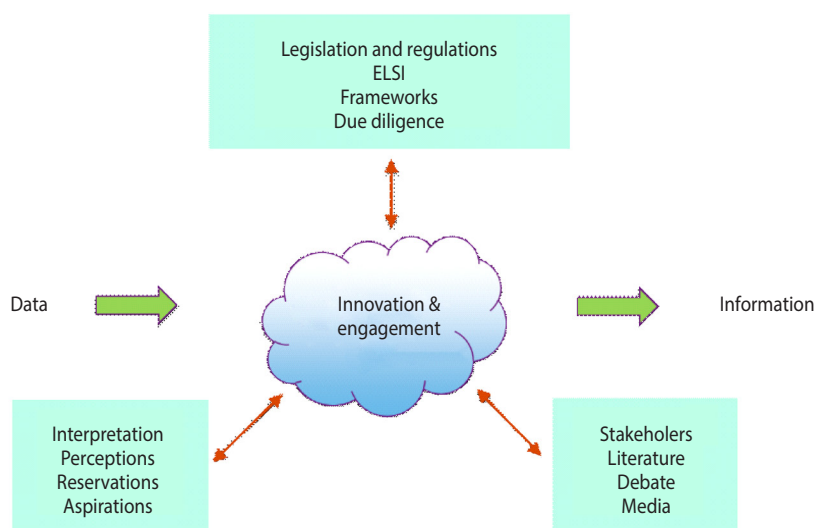 Legislation and regulations
ELSI
Frameworks
Due diligence
Data
Innovation &
engagement
Information
Interpretation
Perceptions
Reservations
Aspirations
Stakeholers
Literature
Debate
Media